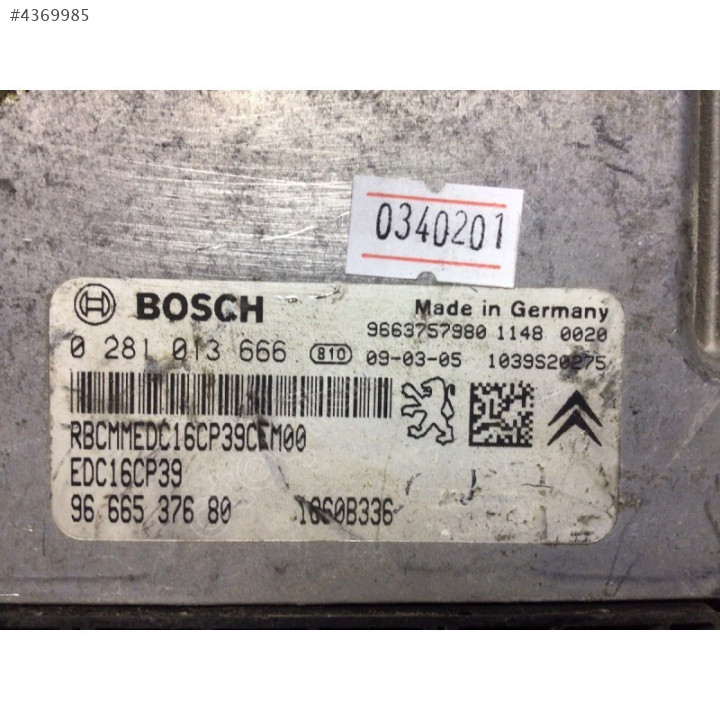 #4369985
0340201
BOSCH
Made in Germany
9663757980 1148 0020
0 281 013 666 810 09-03-05 1039S20275
RBCMMEDC16CP39CEM00
EDC16CP39
96 665 376 80 1060B336